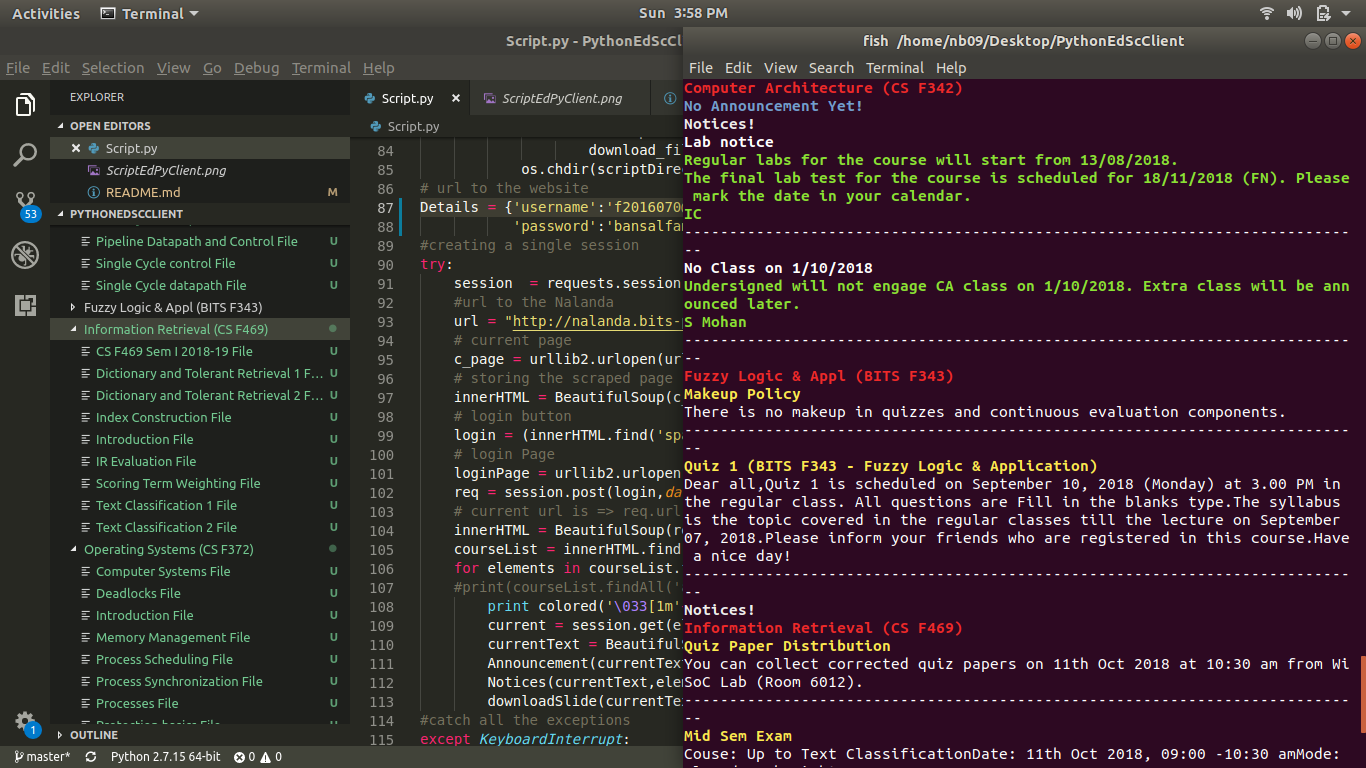 Activities Terminal Sun 3:58 PM
Script.py - PythonEdScCli
File Edit Selection View Go Debug Terminal Help
EXPLORER
OPEN EDITORS
Script.py
ScriptEdPyClient.png
README.md M
PYTHONEDSCCLIENT
Pipeline Datapath and Control File U
Single Cycle control File U
Single Cycle datapath File U
Fuzzy Logic & Appl (BITS F343)
Information Retrieval (CS F469)
CS F469 Sem I 2018-19 File U
Dictionary and Tolerant Retrieval 1 F... U
Dictionary and Tolerant Retrieval 2 F... U
Index Construction File U
Introduction File U
IR Evaluation File U
Scoring Term Weighting File U
Text Classification 1 File U
Text Classification 2 File U
Operating Systems (CS F372)
Computer Systems File U
Deadlocks File U
Introduction File U
Memory Management File U
Process Scheduling File U
Process Synchronization File U
Processes File U
OUTLINE
53
1
master* Python 2.7.15 64-bit 0 0
Script.py ScriptEdPyClient.png
Script.py
84 download_fi
85 os.chdir(scriptDire
86 # url to the website
87 Details = {'username':'f2016070
88 'password':'bansalfa
89 #creating a single session
90 try:
91 session = requests.session
92 #url to the Nalanda
93 url = "http://nalanda.bits-
94 # current page
95 c_page = urllib2.urlopen(ur
96 # storing the scraped page
97 innerHTML = BeautifulSoup(c
98 # login button
99 login = (innerHTML.find('sp
100 # login Page
101 loginPage = urllib2.urlopen
102 req = session.post(login,da
103 # current url is => req.url
104 innerHTML = BeautifulSoup(r
105 courseList = innerHTML.find
106 for elements in courseList.
107 #print(courseList.findAll('
108 print colored('\033[1m'
109 current = session.get(e
110 currentText = BeautifulS
111 Announcement(currentTex
112 Notices(currentText,ele
113 downloadSlide(currentTe
114 #catch all the exceptions
115 except KeyboardInterrupt:
fish /home/nb09/Desktop/PythonEdScClient
File Edit View Search Terminal Help
Computer Architecture (CS F342)
No Announcement Yet!
Notices!
Lab notice
Regular labs for the course will start from 13/08/2018.
The final lab test for the course is scheduled for 18/11/2018 (FN). Please
mark the date in your calendar.
IC
-------------------------------------------------------------------------------
--
No Class on 1/10/2018
Undersigned will not engage CA class on 1/10/2018. Extra class will be ann
ounced later.
S Mohan
-------------------------------------------------------------------------------
--
Fuzzy Logic & Appl (BITS F343)
Makeup Policy
There is no makeup in quizzes and continuous evaluation components.
-------------------------------------------------------------------------------
--
Quiz 1 (BITS F343 - Fuzzy Logic & Application)
Dear all,Quiz 1 is scheduled on September 10, 2018 (Monday) at 3.00 PM in
the regular class. All questions are Fill in the blanks type.The syllabus
is the topic covered in the regular classes till the lecture on September
07, 2018.Please inform your friends who are registered in this course.Have
a nice day!
-------------------------------------------------------------------------------
--
Notices!
Information Retrieval (CS F469)
Quiz Paper Distribution
You can collect corrected quiz papers on 11th Oct 2018 at 10:30 am from Wi
SoC Lab (Room 6012).
-------------------------------------------------------------------------------
--
Mid Sem Exam
Couse: Up to Text ClassificationDate: 11th Oct 2018, 09:00 -10:30 amMode: